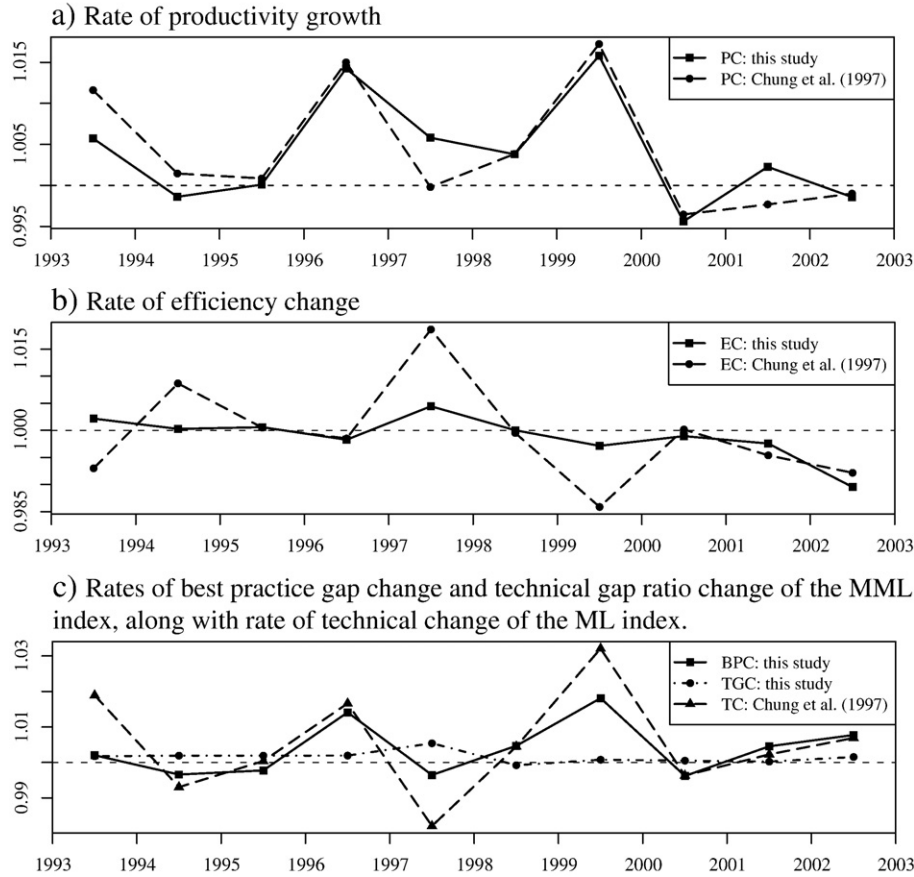 a) Rate of productivity growth
1.015
1.005
0.995
PC: this study
PC: Chung et al. (1997)
1993 1994 1995 1996 1997 1998 1999 2000 2001 2002 2003
b) Rate of efficiency change
1.015
1.000
0.985
EC: this study
EC: Chung et al. (1997)
1993 1994 1995 1996 1997 1998 1999 2000 2001 2002 2003
c) Rates of best practice gap change and technical gap ratio change of the MML
index, along with rate of technical change of the ML index.
1.03
1.01
0.99
BPC: this study
TGC: this study
TC: Chung et al. (1997)
1993 1994 1995 1996 1997 1998 1999 2000 2001 2002 2003